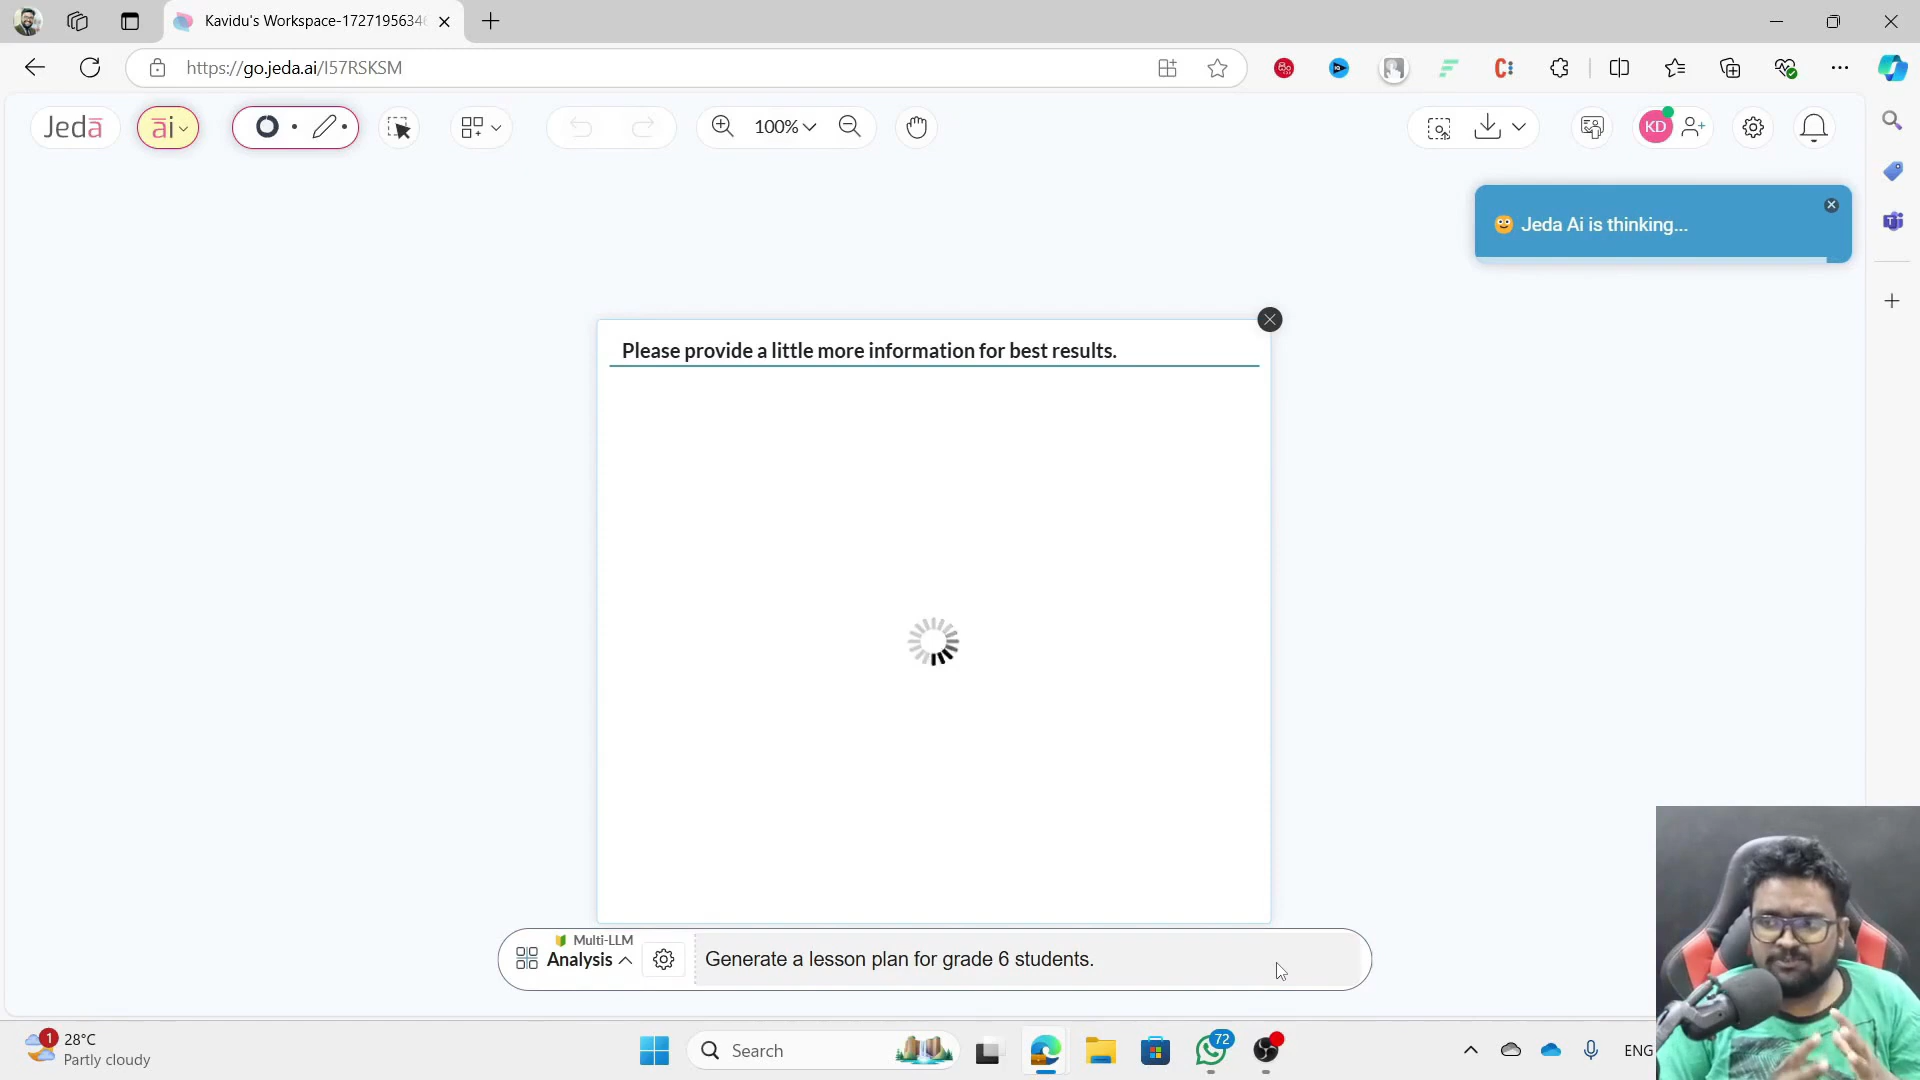 Kavidu's Workspace-1727195634
https://go.jeda.ai/I57RSKSM
Jedāāi
100%
KD
Jeda Ai is thinking...
Please provide a little more information for best results.
Multi-LLM
Analysis
Generate a lesson plan for grade 6 students.
1
28°C
Partly cloudy
Search
72
ENG